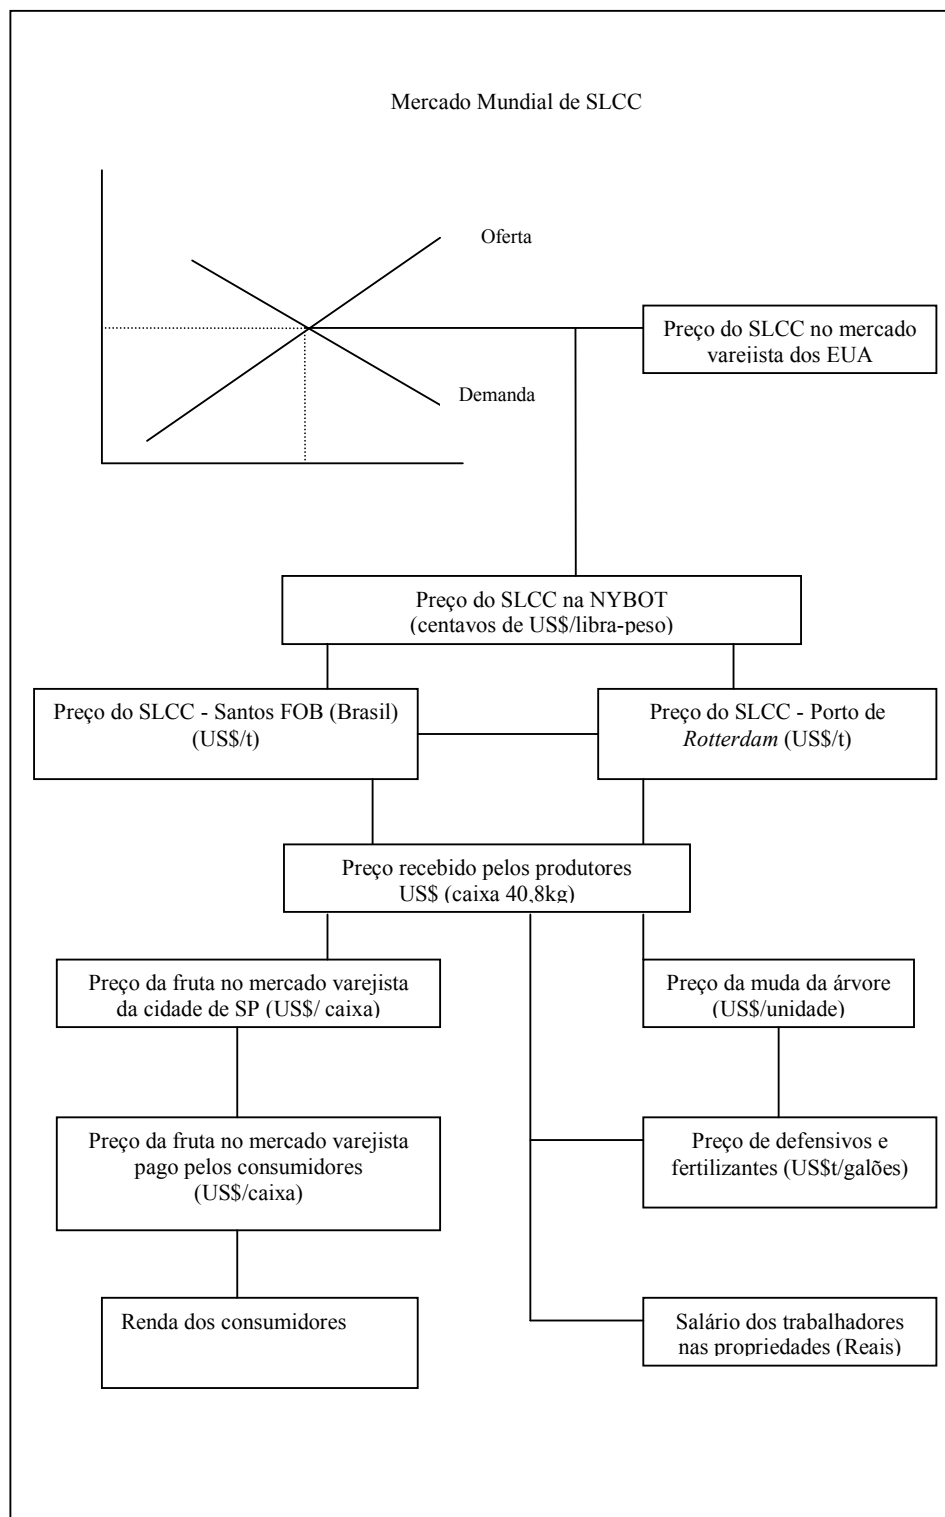 Mercado Mundial de SLCC
Oferta
Preço do SLCC no mercado
varejista dos EUA
Demanda
Preço do SLCC na NYBOT
(centavos de US$/libra-peso)
Preço do SLCC - Santos FOB (Brasil)
(US$/t)
Preço do SLCC - Porto de
Rotterdam (US$/t)
Preço recebido pelos produtores
US$ (caixa 40,8kg)
Preço da fruta no mercado varejista
da cidade de SP (US$/ caixa)
Preço da muda da árvore
(US$/unidade)
Preço da fruta no mercado varejista
pago pelos consumidores
(US$/caixa)
Preço de defensivos e
fertilizantes (US$t/galões)
Renda dos consumidores
Salário dos trabalhadores
nas propriedades (Reais)